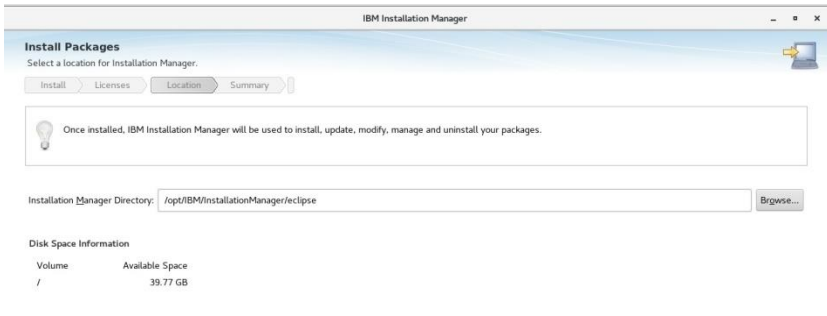 IBM Installation Manager
Install Packages
Select a location for Installation Manager.
Install Licenses Location Summary
Once installed, IBM Installation Manager will be used to install, update, modify, manage and uninstall your packages.
Installation Manager Directory: /opt/IBM/InstallationManager/eclipse Browse...
Disk Space Information
Volume Available Space
/ 39.77 GB